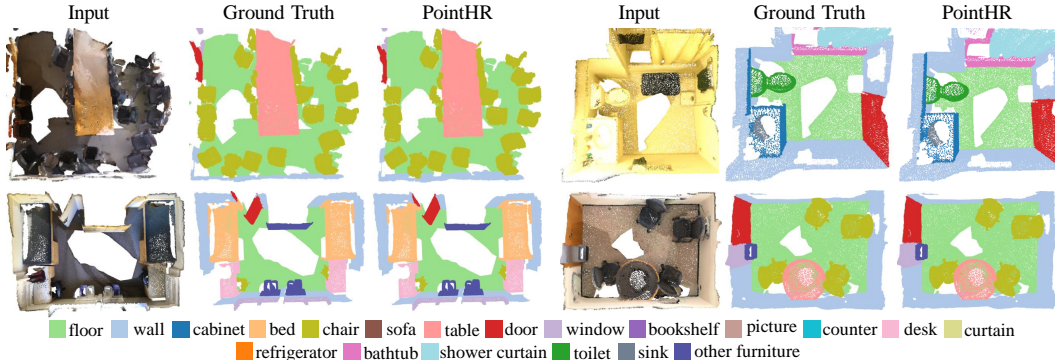 Input Ground Truth PointHR Input Ground Truth PointHR
floor wall cabinet bed chair sofa table door window bookshelf picture counter desk curtain
refrigerator bathtub shower curtain toilet sink other furniture